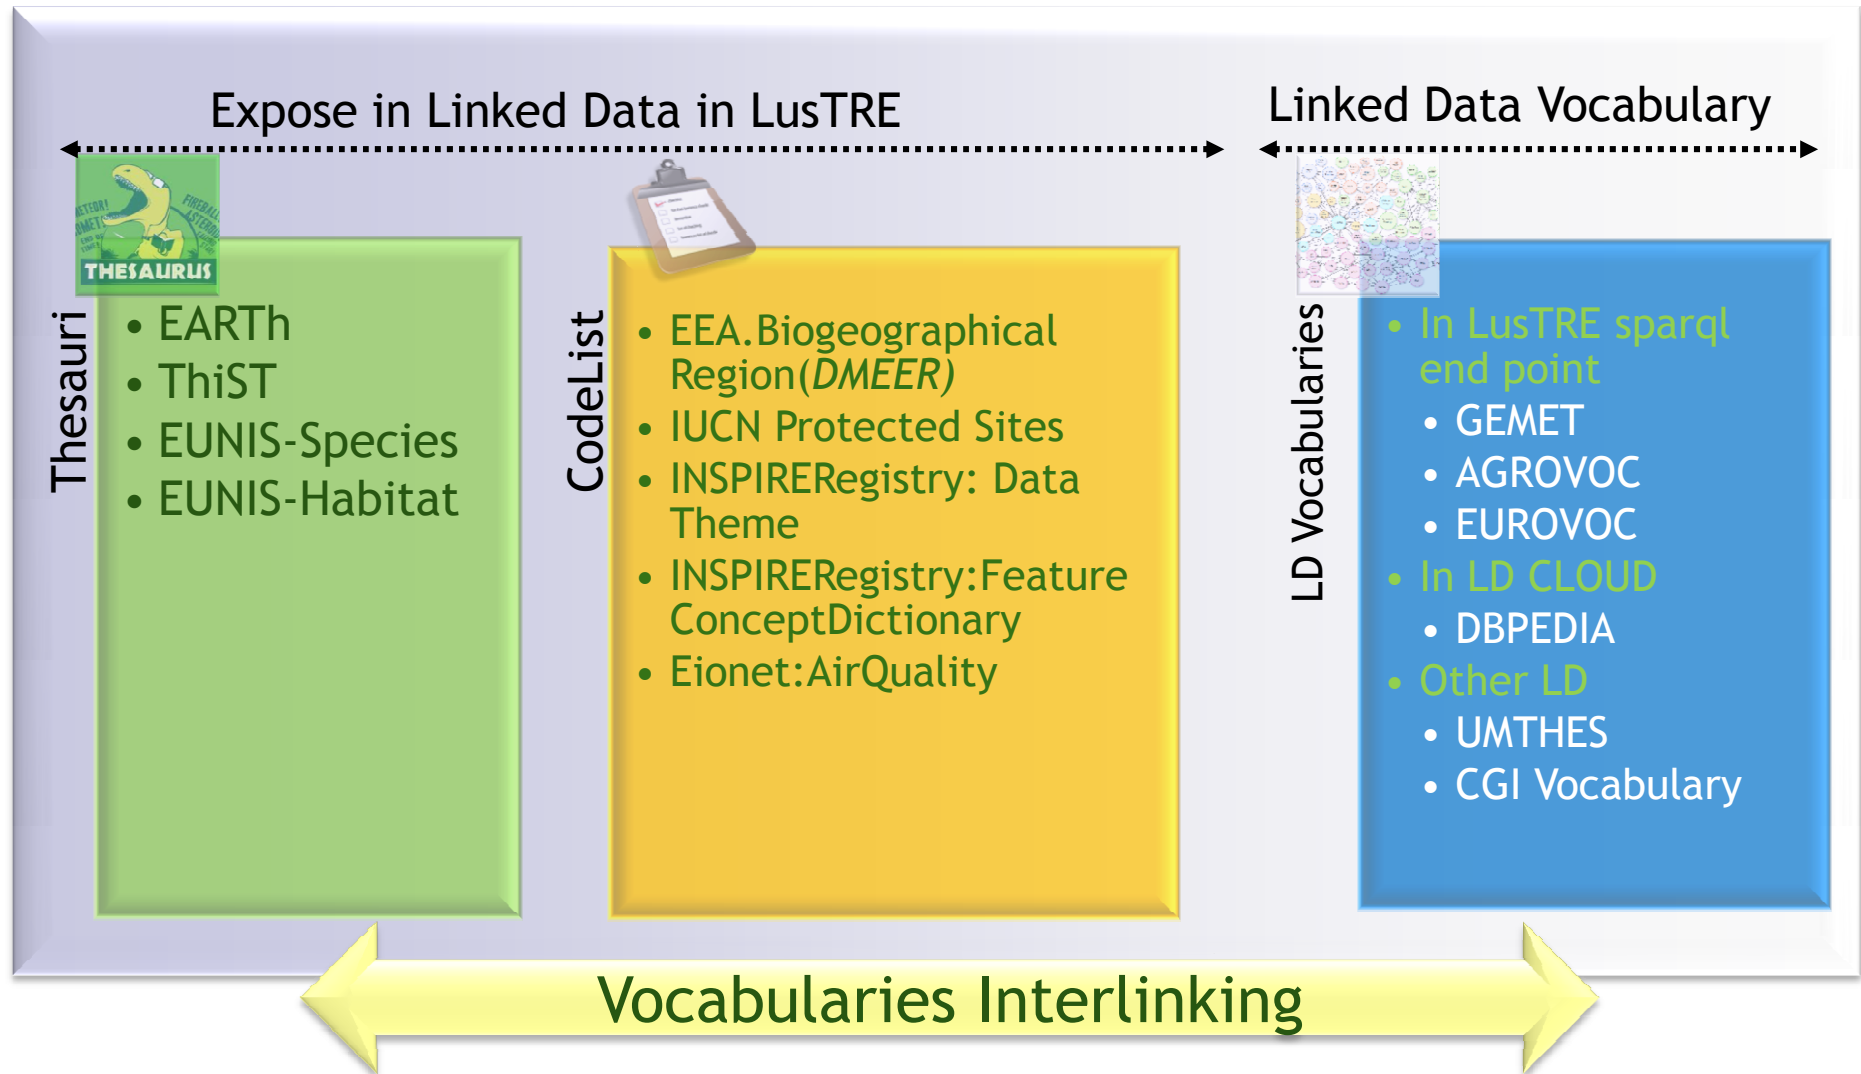 Expose in Linked Data in LusTRE
Linked Data Vocabulary
THESAURUS
Thesauri
• EARTh
• ThiST
• EUNIS-Species
• EUNIS-Habitat
CodeList
• EEA.Biogeographical
Region(DMEER)
• IUCN Protected Sites
• INSPIRERegistry: Data
Theme
• INSPIRERegistry:Feature
ConceptDictionary
• Eionet:AirQuality
LD Vocabularies
• In LusTRE sparql
end point
• GEMET
• AGROVOC
• EUROVOC
• In LD CLOUD
• DBPEDIA
• Other LD
• UMTHES
• CGI Vocabulary
Vocabularies Interlinking